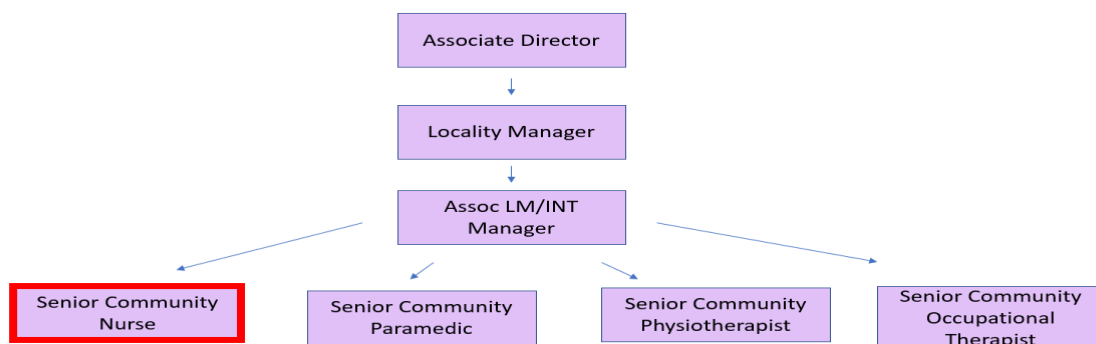 Associate Director
Locality Manager
Assoc LM/INT
Manager
Senior Community
Nurse
Senior Community
Paramedic
Senior Community
Physiotherapist
Senior Community
Occupational
Therapist